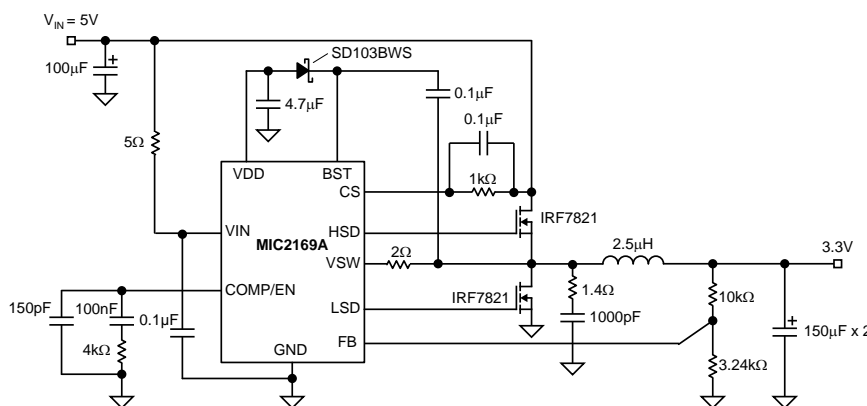 V_IN = 5V
SD103BWS
100μF
4.7μF
0.1μF
0.1μF
5Ω
VDD
BST
CS
1kΩ
IRF7821
HSD
VIN
MIC2169A
2Ω
2.5μH
3.3V
VSW
COMP/EN
150pF
100nF
0.1μF
IRF7821
1.4Ω
10kΩ
LSD
1000pF
150μF x 2
4kΩ
GND
FB
3.24kΩ